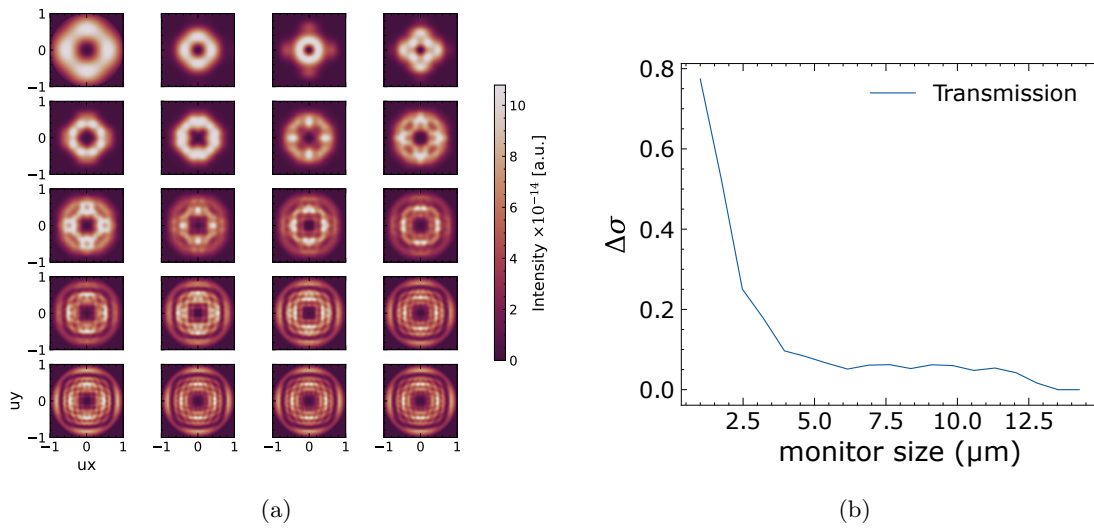 1
0
−1
1
0
−1
1
0
−1
1
0
−1
1
0
−1
uy
−1 0 1 −1 0 1 −1 0 1 −1 0 1
ux
10
8
6
4
2
0
Intensity ×10⁻¹⁴ [a.u.]
(a)
Transmission
0.8
0.6
0.4
0.2
0.0
Δσ
2.5 5.0 7.5 10.0 12.5
monitor size (µm)
(b)